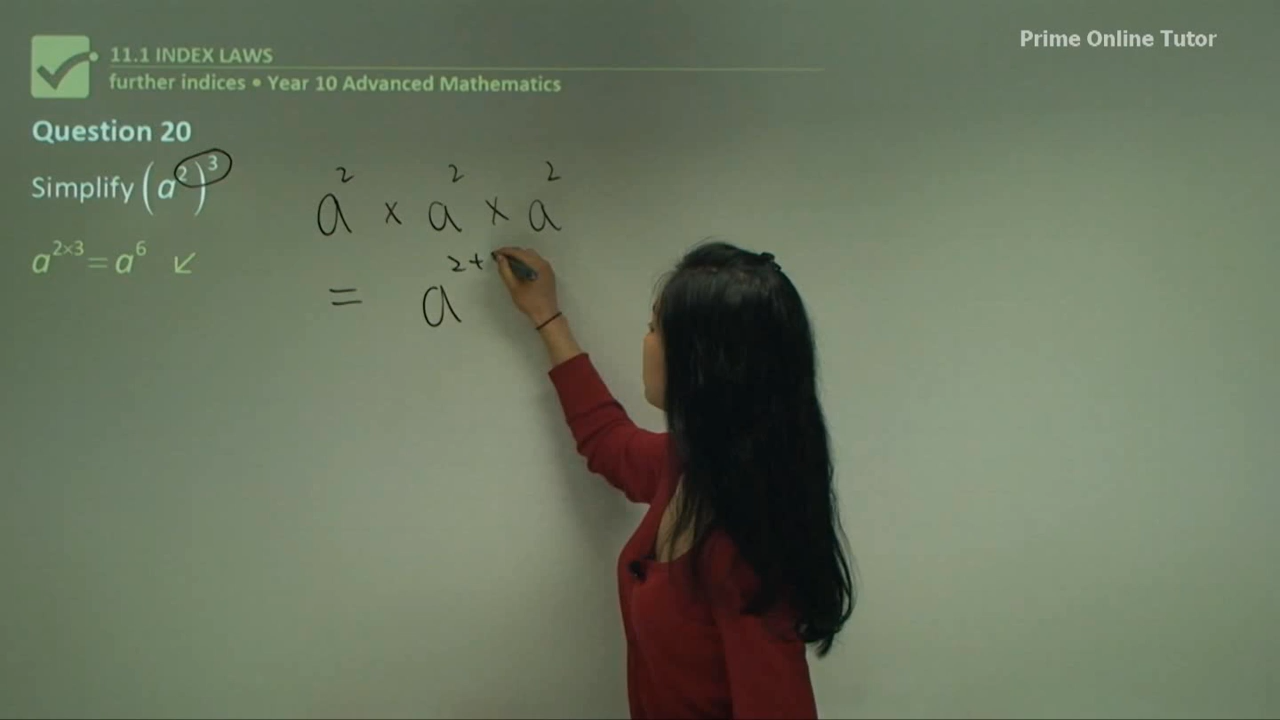 Prime Online Tutor
11.1 INDEX LAWS
further indices • Year 10 Advanced Mathematics
Question 20
Simplify (a²)³
a²ˣ³ = a⁶ ↙
a² × a² × a²
= a²⁺